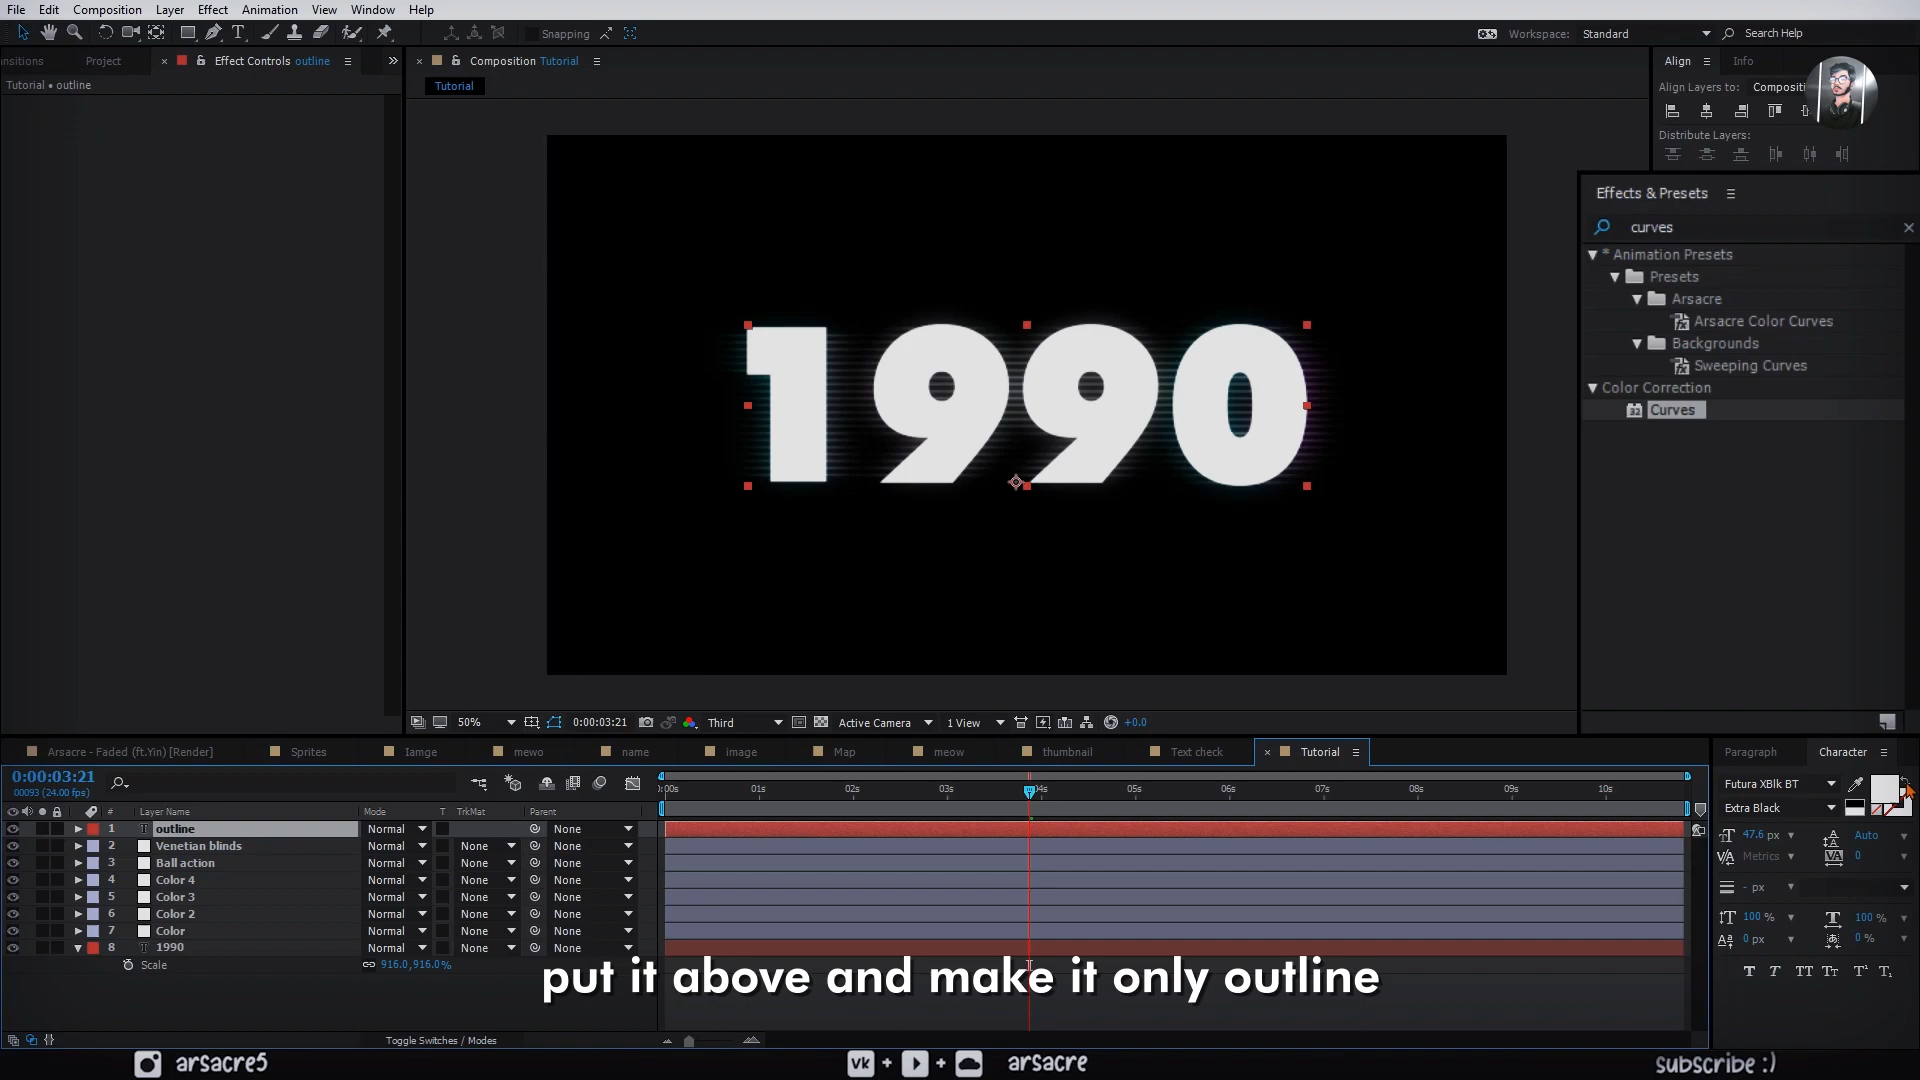 File Edit Composition Layer Effect Animation View Window Help
Snapping
Workspace: Standard
Search Help
nsitions Project Effect Controls outline
Tutorial • outline
Composition Tutorial
Tutorial
Align Info
Align Layers to: Compositi
Distribute Layers:
Effects & Presets
curves
* Animation Presets
Presets
Arsacre
Arsacre Color Curves
Backgrounds
Sweeping Curves
Color Correction
32 Curves
1990
50% 0:00:03:21 Third Active Camera 1 View +0.0
Arsacre - Faded (ft.Yin) [Render] Sprites Iamge mewo name image Map meow thumbnail Text check Tutorial
Paragraph Character
0:00:03:21
00093 (24.00 fps)
:00s 02s 03s 04s 05s 06s 07s 08s 09s 10s
# Layer Name Mode T TrkMat Parent
1 T outline Normal None
2 Venetian blinds Normal None None
3 Ball action Normal None None
4 Color 4 Normal None None
5 Color 3 Normal None None
6 Color 2 Normal None None
7 Color Normal None None
8 T 1990 Normal None None
Scale 916.0,916.0%
Toggle Switches / Modes
Futura XBlk BT
Extra Black
47.6 px Auto
Metrics 0
- px
100 % 100 %
0 px 0 %
T T TT Tt T¹ T₁
put it above and make it only outline
arsacre5
vk + + arsacre
subscribe :)